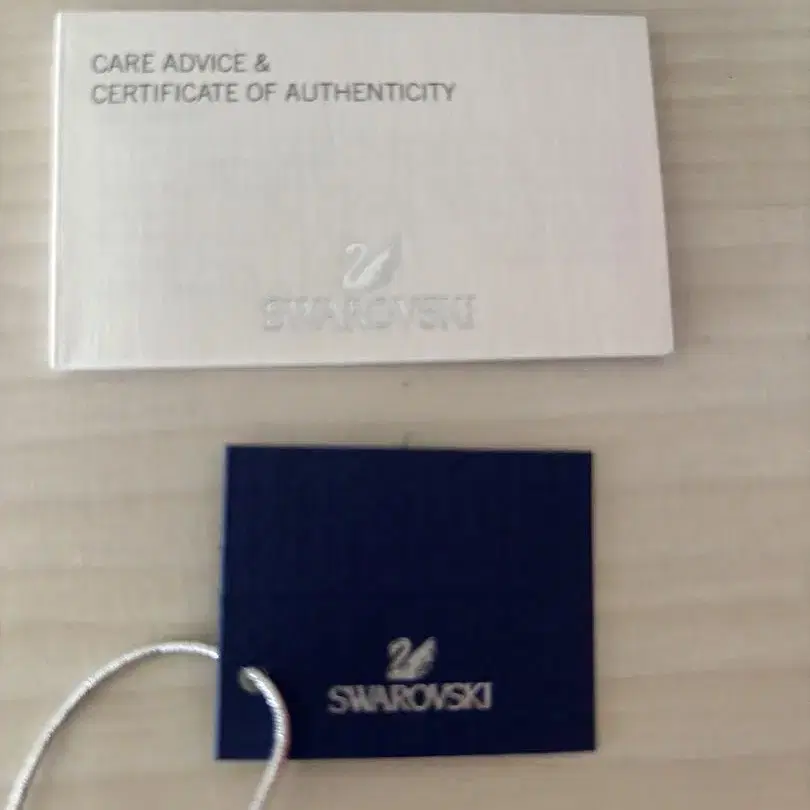 CARE ADVICE &
CERTIFICATE OF AUTHENTICITY
SWAROVSKI
SWAROVSKI